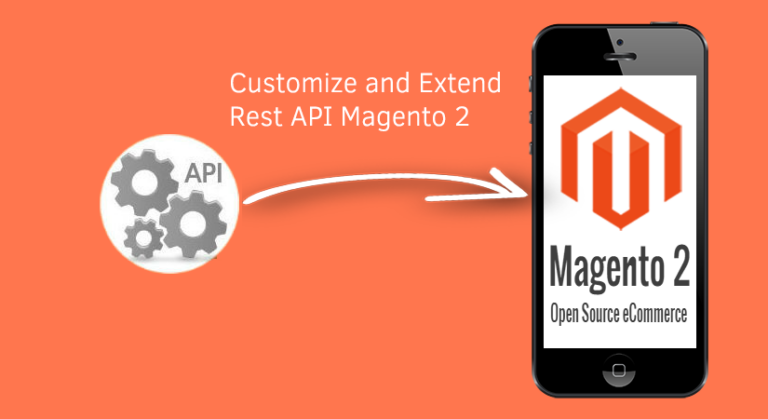 Customize and Extend
Rest API Magento 2
API
Magento 2
Open Source eCommerce